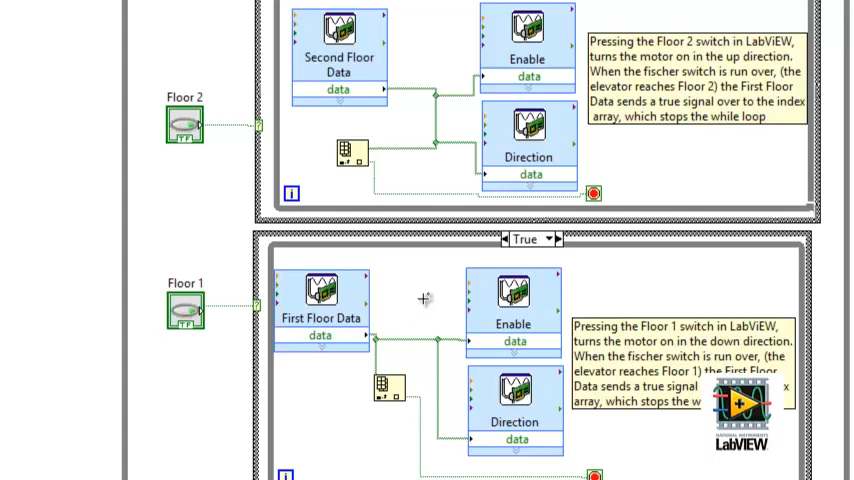 Second Floor
Data
data
Enable
data
Pressing the Floor 2 switch in LabViEW,
turns the motor on in the up direction.
When the fischer switch is run over, (the
elevator reaches Floor 2) the First Floor
Data sends a true signal over to the index
array, which stops the while loop
Floor 2
TF
?
Direction
data
i
True
Floor 1
TF
?
First Floor Data
data
Enable
data
Pressing the Floor 1 switch in LabViEW,
turns the motor on in the down direction.
When the fischer switch is run over, (the
elevator reaches Floor 1) the First Floor
Data sends a true signal x
array, which stops the w
Direction
data
i
NATIONAL INSTRUMENTS
LabVIEW